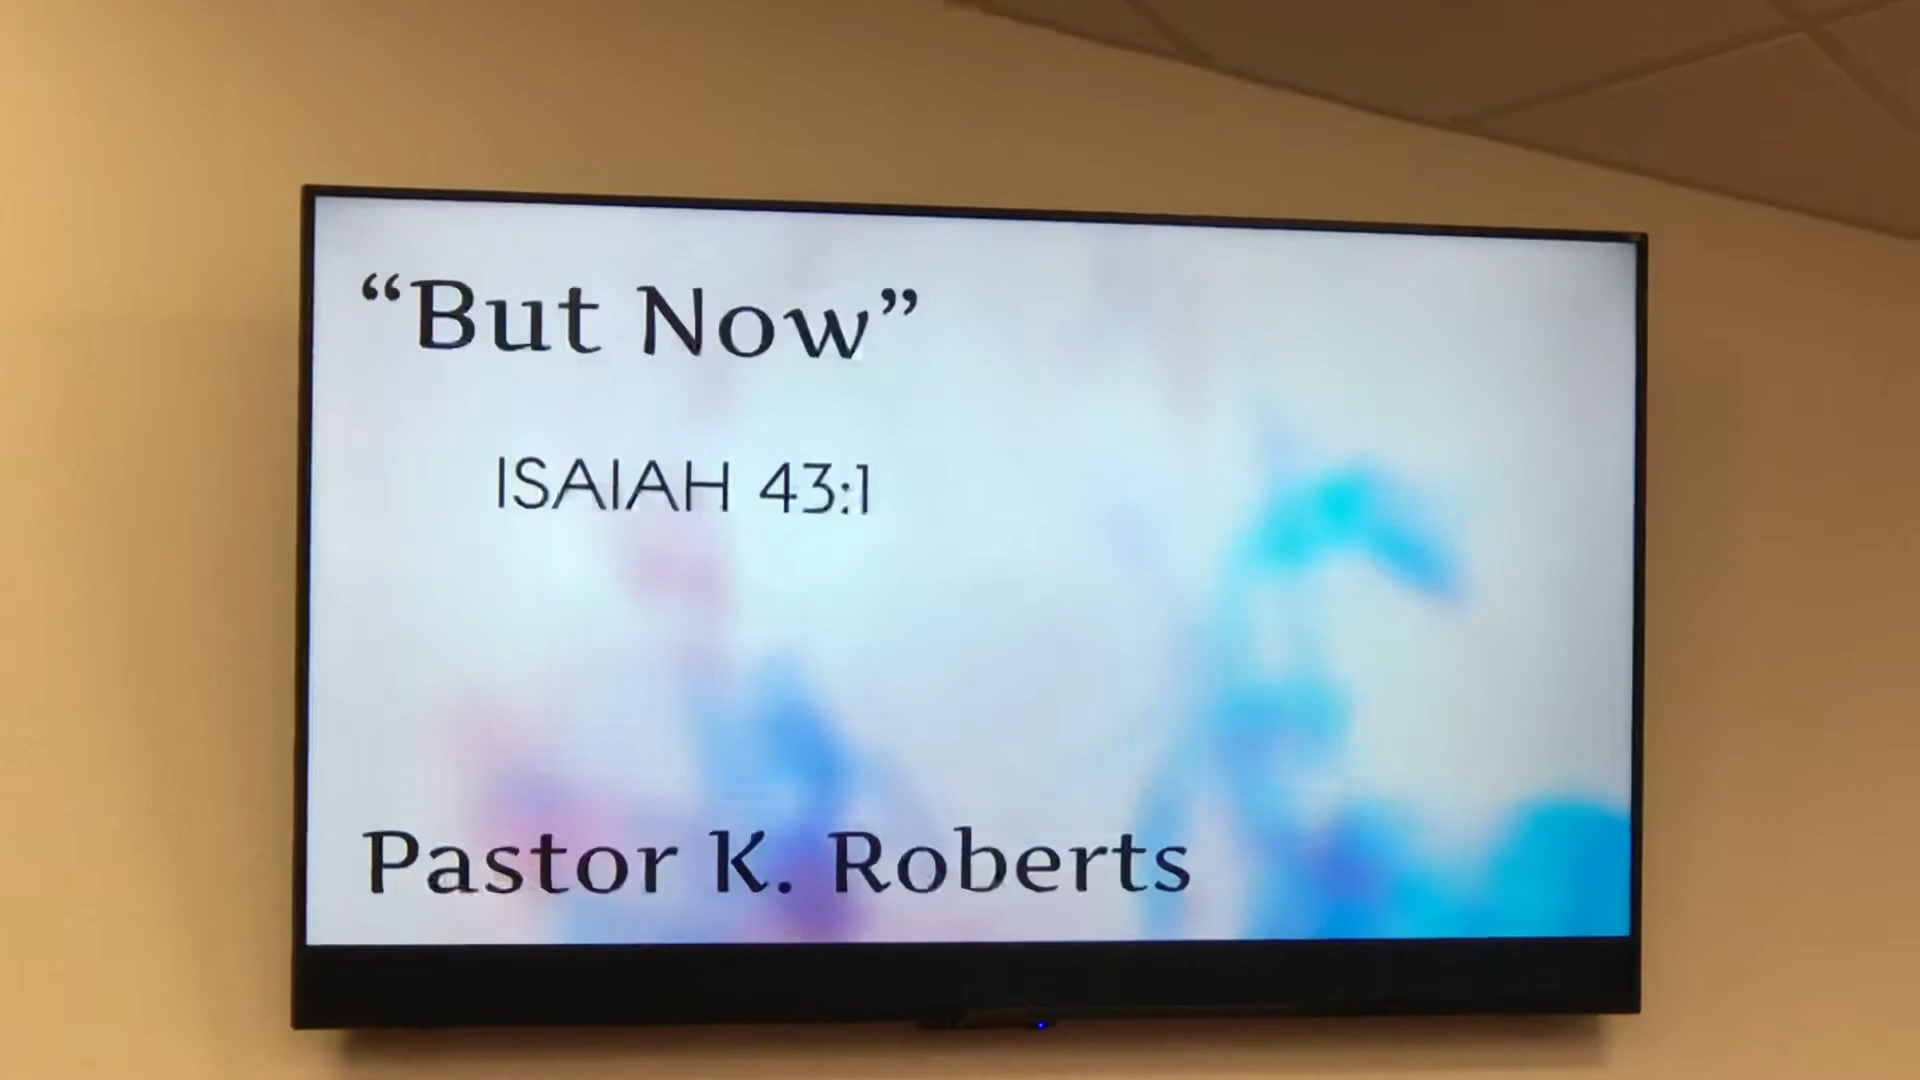 “But Now”
ISAIAH 43:1
Pastor K. Roberts